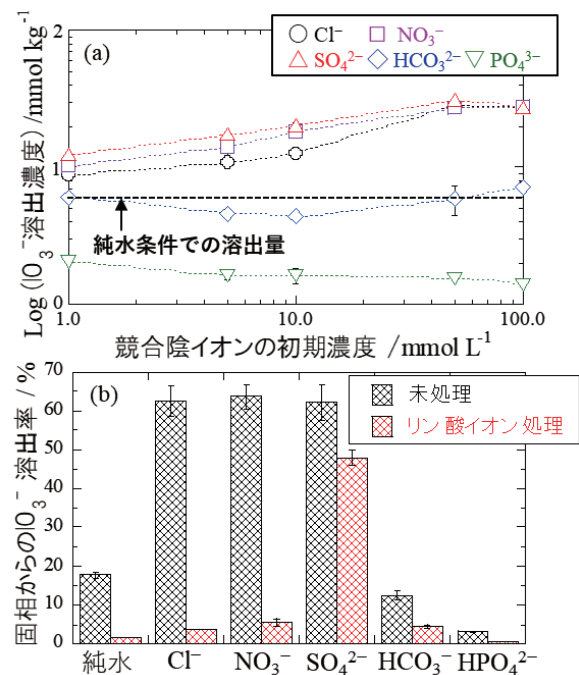 (a)
Cl⁻ NO₃⁻
SO₄²⁻ HCO₃²⁻ PO₄³⁻
Log (IO₃⁻溶出濃度) /mmol kg⁻¹
2
1
0
純水条件での溶出量
1.0 10.0 100.0
競合陰イオンの初期濃度 /mmol L⁻¹
(b)
未処理
リン酸イオン処理
固相からのIO₃⁻ 溶出率 / %
70
60
50
40
30
20
10
0
純水 Cl⁻ NO₃⁻ SO₄²⁻ HCO₃⁻ HPO₄²⁻